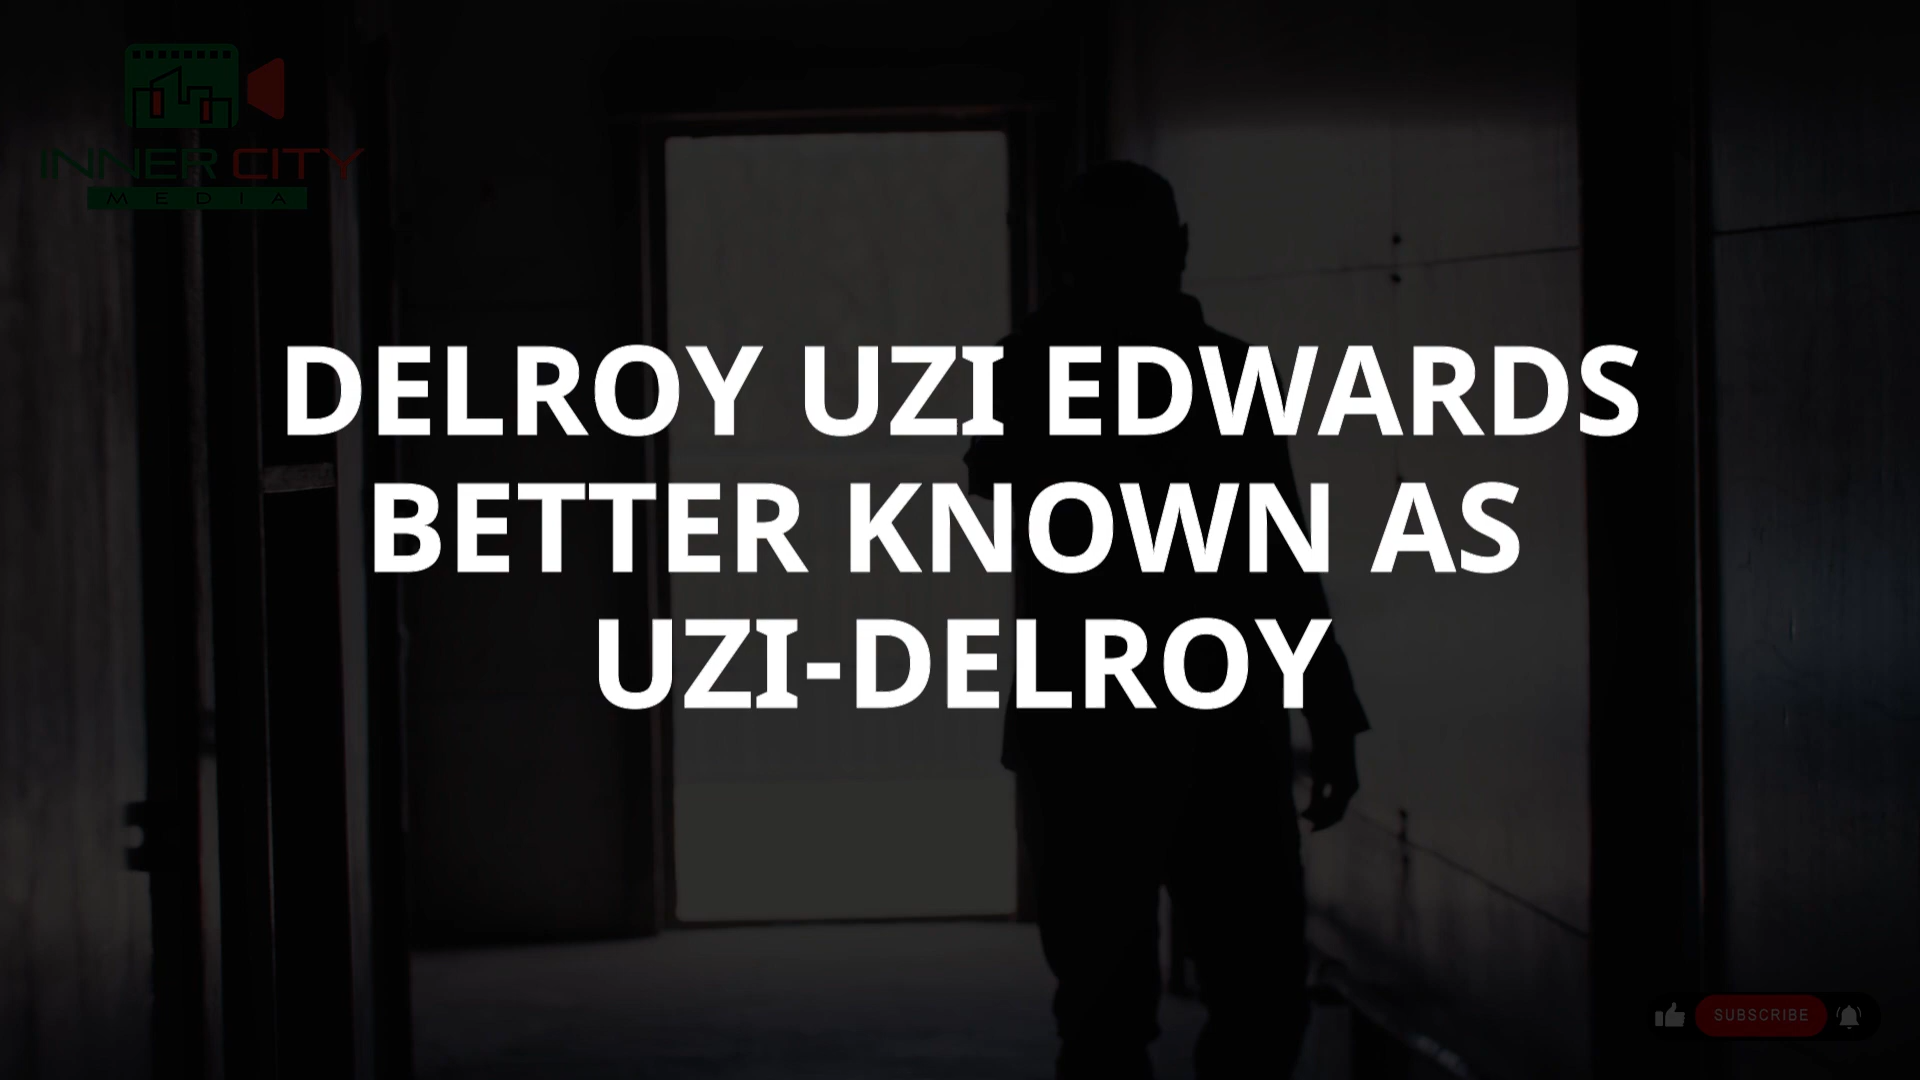 INNER CITY
MEDIA
DELROY UZI EDWARDS
BETTER KNOWN AS
UZI-DELROY
SUBSCRIBE